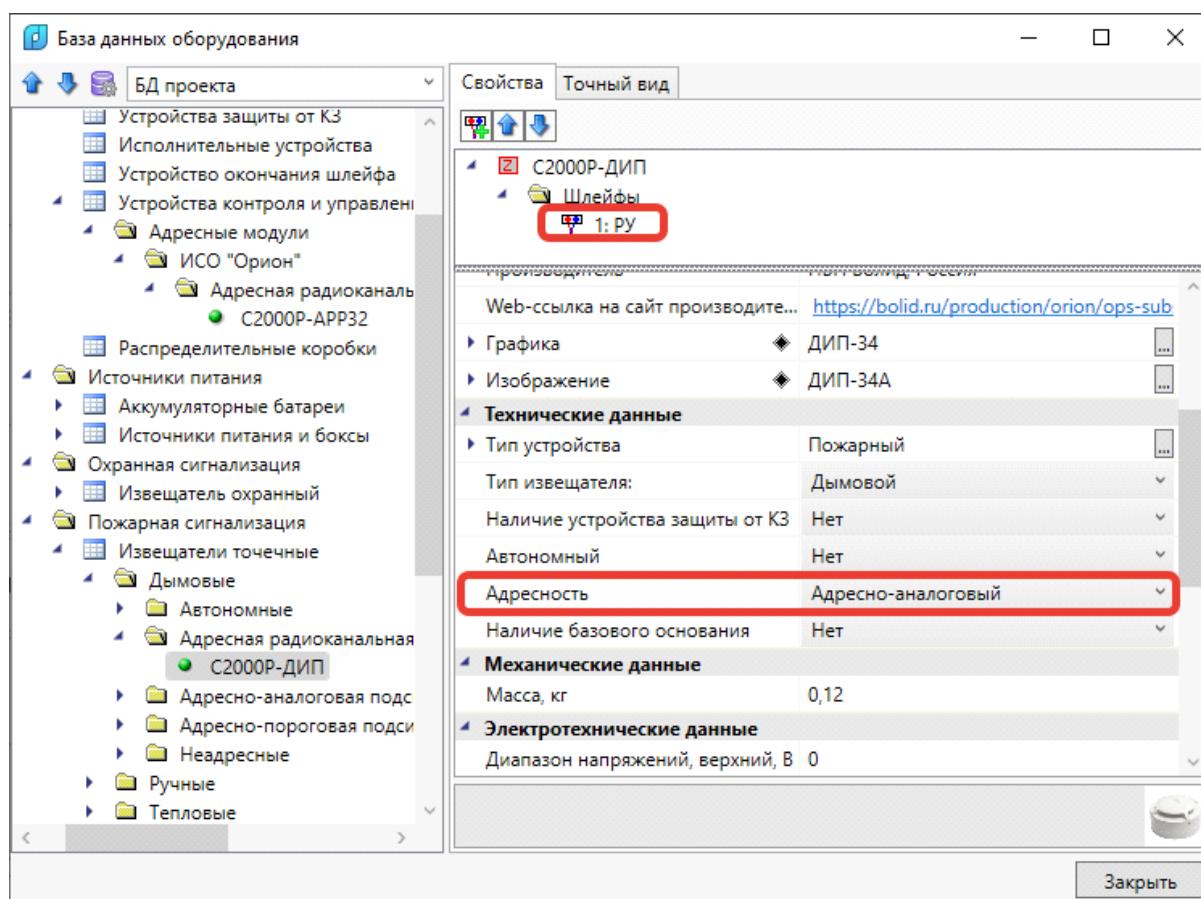 База данных оборудования
БД проекта
Устройства защиты от КЗ
Исполнительные устройства
Устройство окончания шлейфа
Устройства контроля и управлен
Адресные модули
ИСО "Орион"
Адресная радиоканаль
С2000Р-АРР32
Распределительные коробки
Источники питания
Аккумуляторные батареи
Источники питания и боксы
Охранная сигнализация
Извещатель охранный
Пожарная сигнализация
Извещатели точечные
Дымовые
Автономные
Адресная радиоканальная
С2000Р-ДИП
Адресно-аналоговая подс
Адресно-пороговая подси
Неадресные
Ручные
Тепловые
Свойства Точный вид
С2000Р-ДИП
Шлейфы
1: РУ
Производитель
Web-ссылка на сайт производите... https://bolid.ru/production/orion/ops-sub
Графика ДИП-34 ...
Изображение ДИП-34А ...
Технические данные
Тип устройства Пожарный ...
Тип извещателя: Дымовой
Наличие устройства защиты от КЗ Нет
Автономный Нет
Адресность Адресно-аналоговый
Наличие базового основания Нет
Механические данные
Масса, кг 0,12
Электротехнические данные
Диапазон напряжений, верхний, В 0
Закрыть